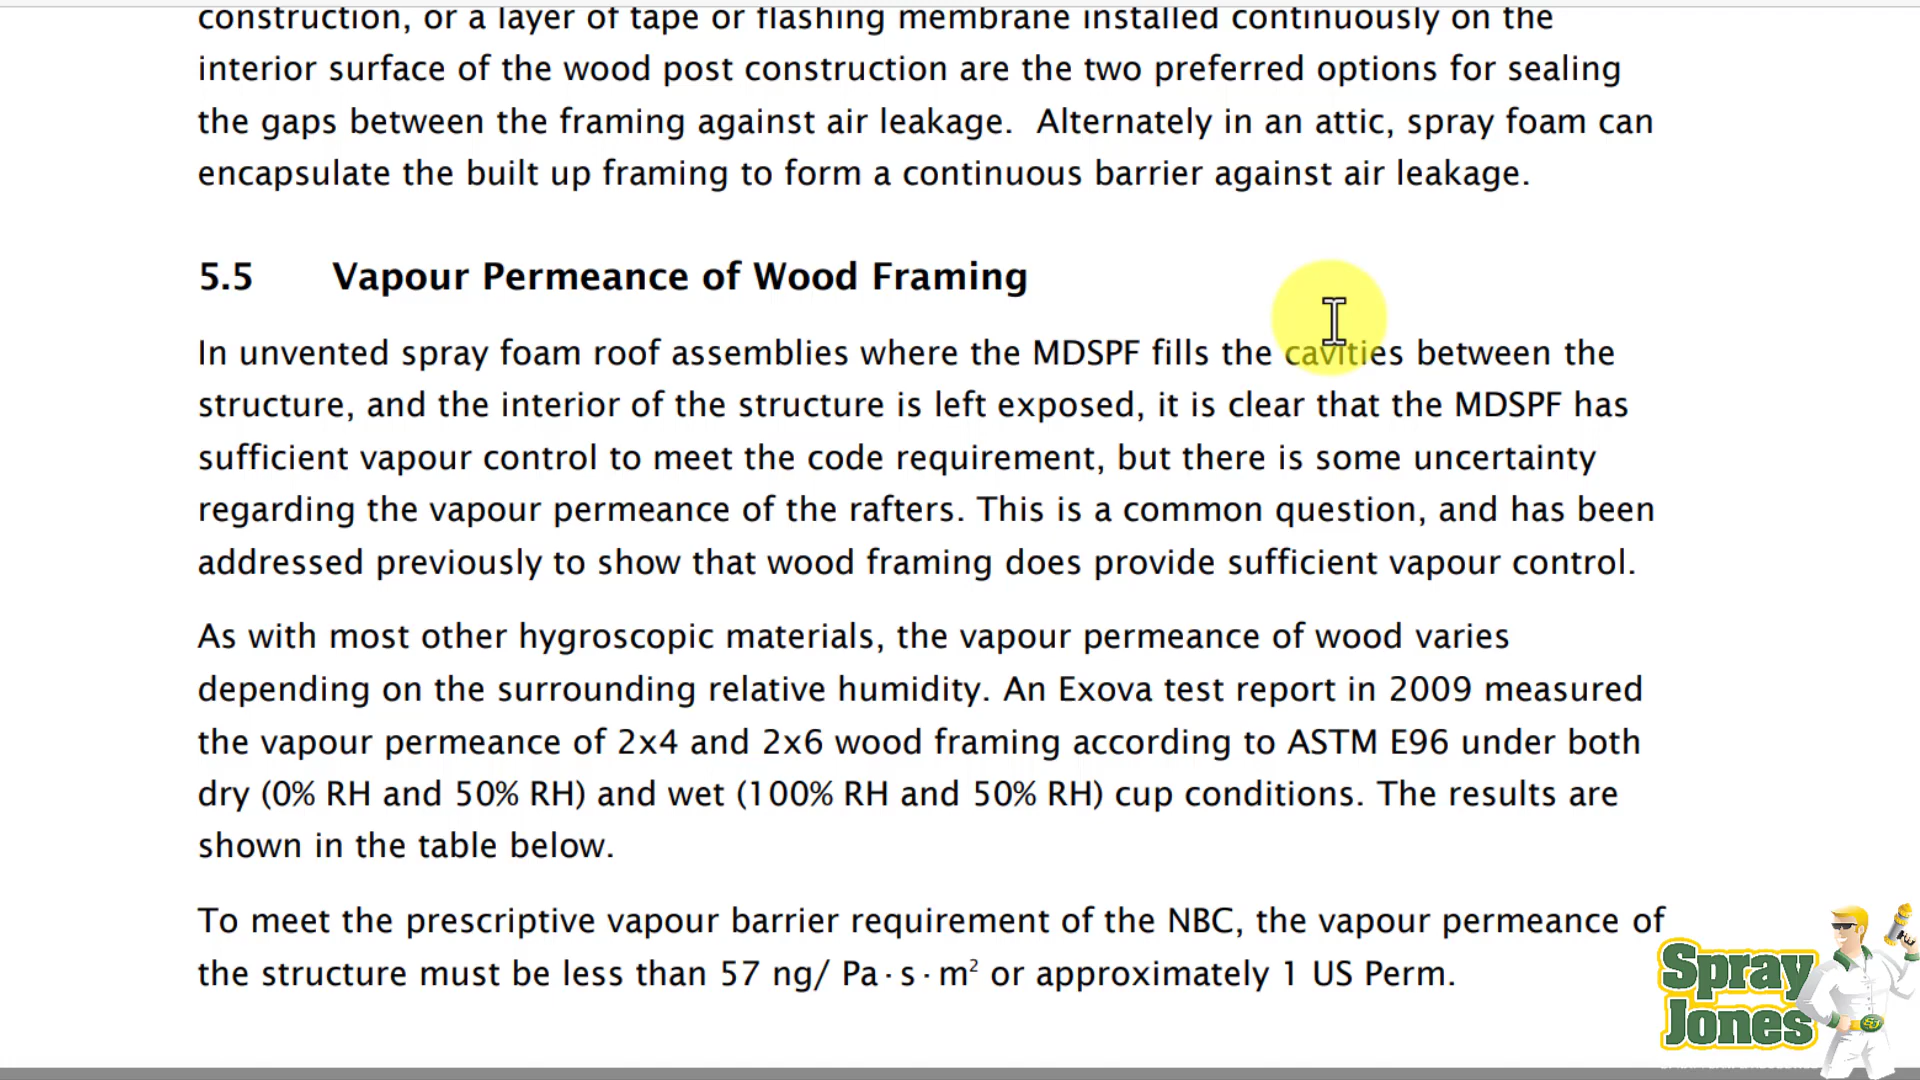 construction, or a layer of tape or flashing membrane installed continuously on the
interior surface of the wood post construction are the two preferred options for sealing
the gaps between the framing against air leakage.  Alternately in an attic, spray foam can
encapsulate the built up framing to form a continuous barrier against air leakage.
5.5 Vapour Permeance of Wood Framing
In unvented spray foam roof assemblies where the MDSPF fills the cavities between the
structure, and the interior of the structure is left exposed, it is clear that the MDSPF has
sufficient vapour control to meet the code requirement, but there is some uncertainty
regarding the vapour permeance of the rafters. This is a common question, and has been
addressed previously to show that wood framing does provide sufficient vapour control.
As with most other hygroscopic materials, the vapour permeance of wood varies
depending on the surrounding relative humidity. An Exova test report in 2009 measured
the vapour permeance of 2x4 and 2x6 wood framing according to ASTM E96 under both
dry (0% RH and 50% RH) and wet (100% RH and 50% RH) cup conditions. The results are
shown in the table below.
To meet the prescriptive vapour barrier requirement of the NBC, the vapour permeance of
the structure must be less than 57 ng/ Pa·s·m² or approximately 1 US Perm.
Spray
Jones
SJ